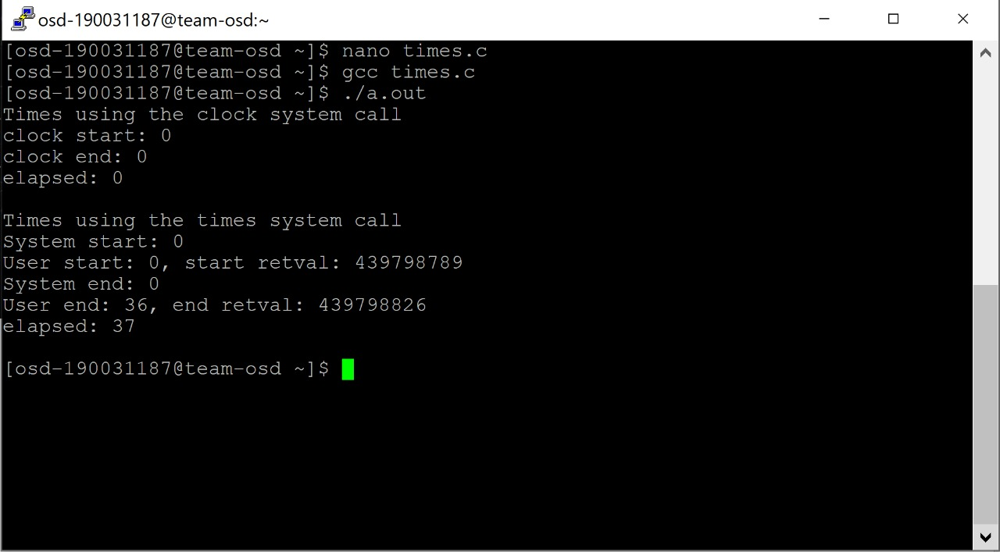 osd-190031187@team-osd:~
[osd-190031187@team-osd ~]$ nano times.c
[osd-190031187@team-osd ~]$ gcc times.c
[osd-190031187@team-osd ~]$ ./a.out
Times using the clock system call
clock start: 0
clock end: 0
elapsed: 0
Times using the times system call
System start: 0
User start: 0, start retval: 439798789
System end: 0
User end: 36, end retval: 439798826
elapsed: 37
[osd-190031187@team-osd ~]$